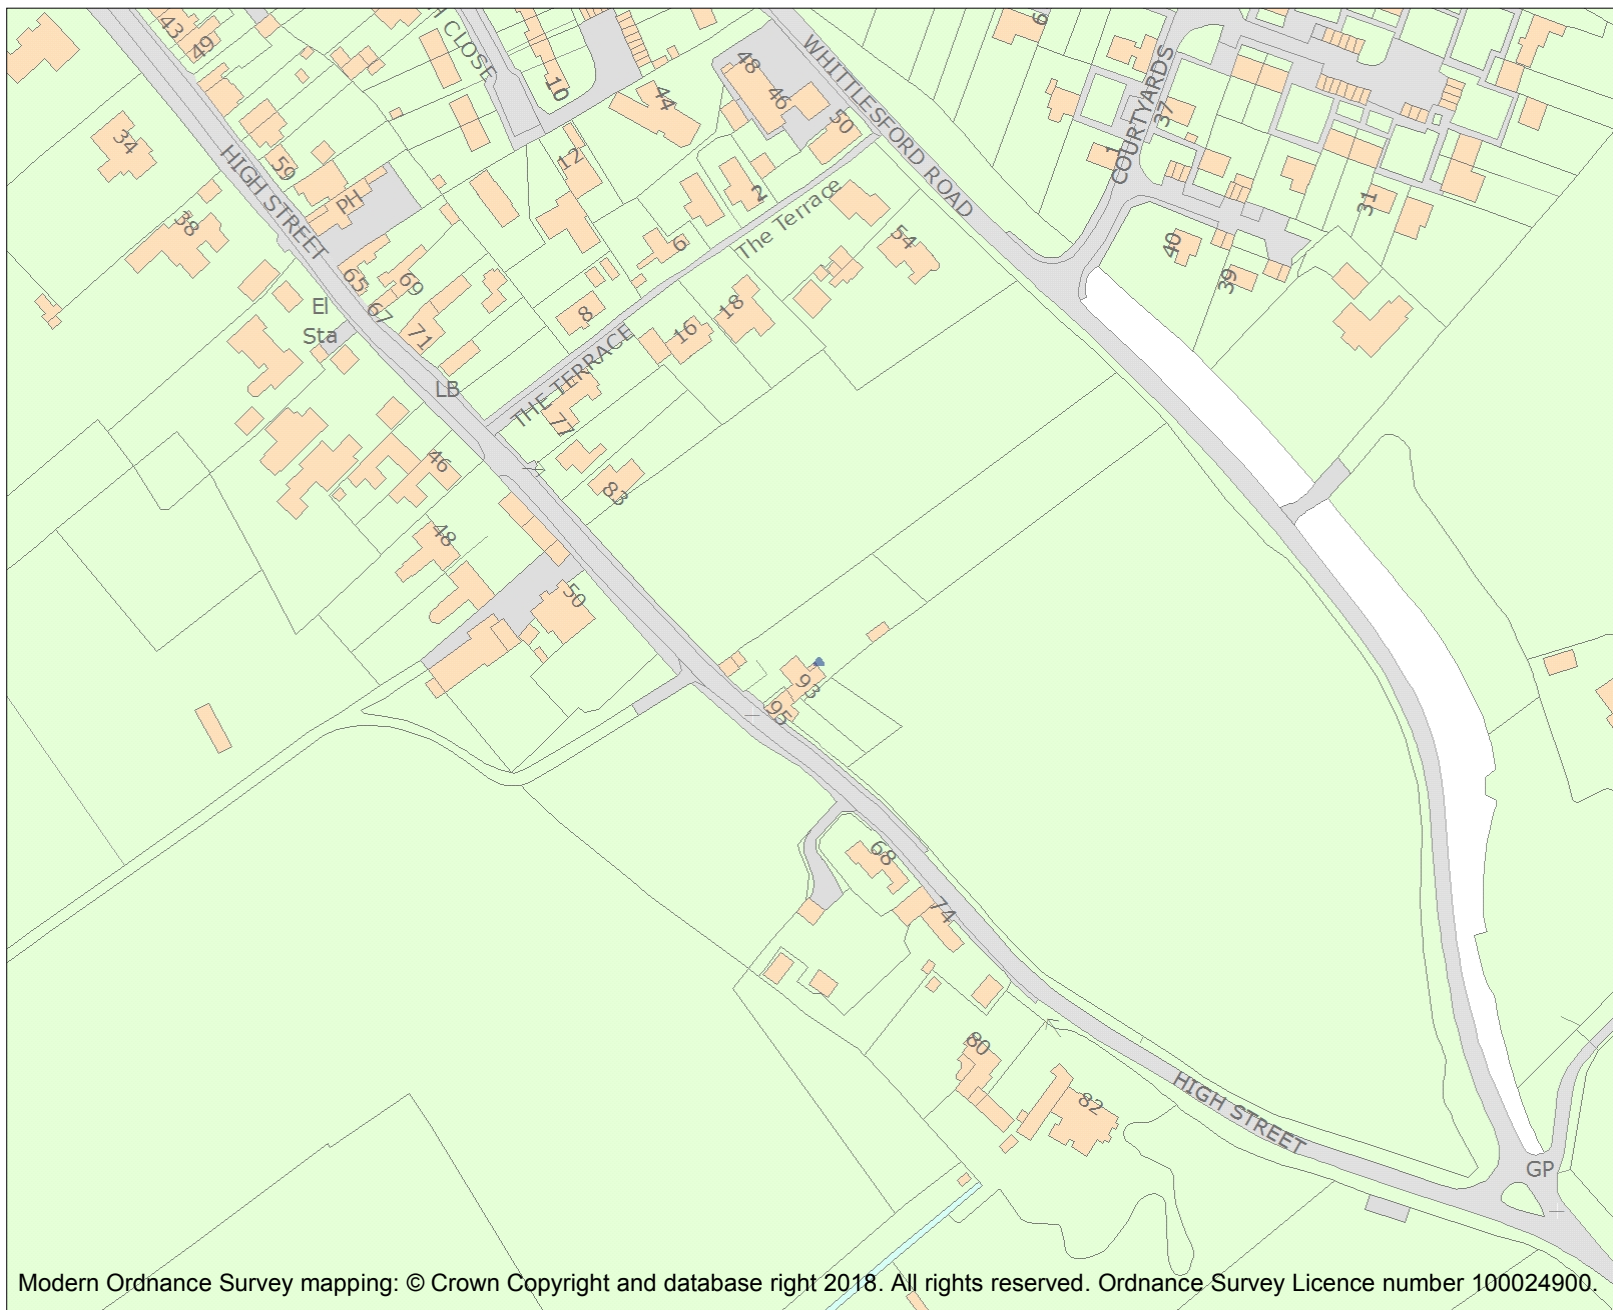 43
49
H CLOSE
10
44
48
46
50
WHITTLESFORD ROAD
6
COURTYARDS
37
1
31
34
59
HIGH STREET
PH
38
12
2
The Terrace
6
54
40
39
65
69
67
71
El
Sta
8
16
18
THE TERRACE
LB
77
83
46
48
50
93
95
68
74
80
82
HIGH STREET
GP
Modern Ordnance Survey mapping: © Crown Copyright and database right 2018. All rights reserved. Ordnance Survey Licence number 100024900.